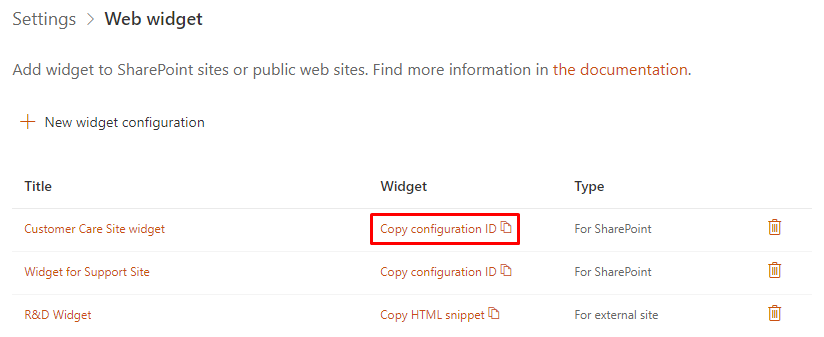 Settings > Web widget
Add widget to SharePoint sites or public web sites. Find more information in the documentation.
+ New widget configuration
Title Widget Type
Customer Care Site widget Copy configuration ID For SharePoint
Widget for Support Site Copy configuration ID For SharePoint
R&D Widget Copy HTML snippet For external site